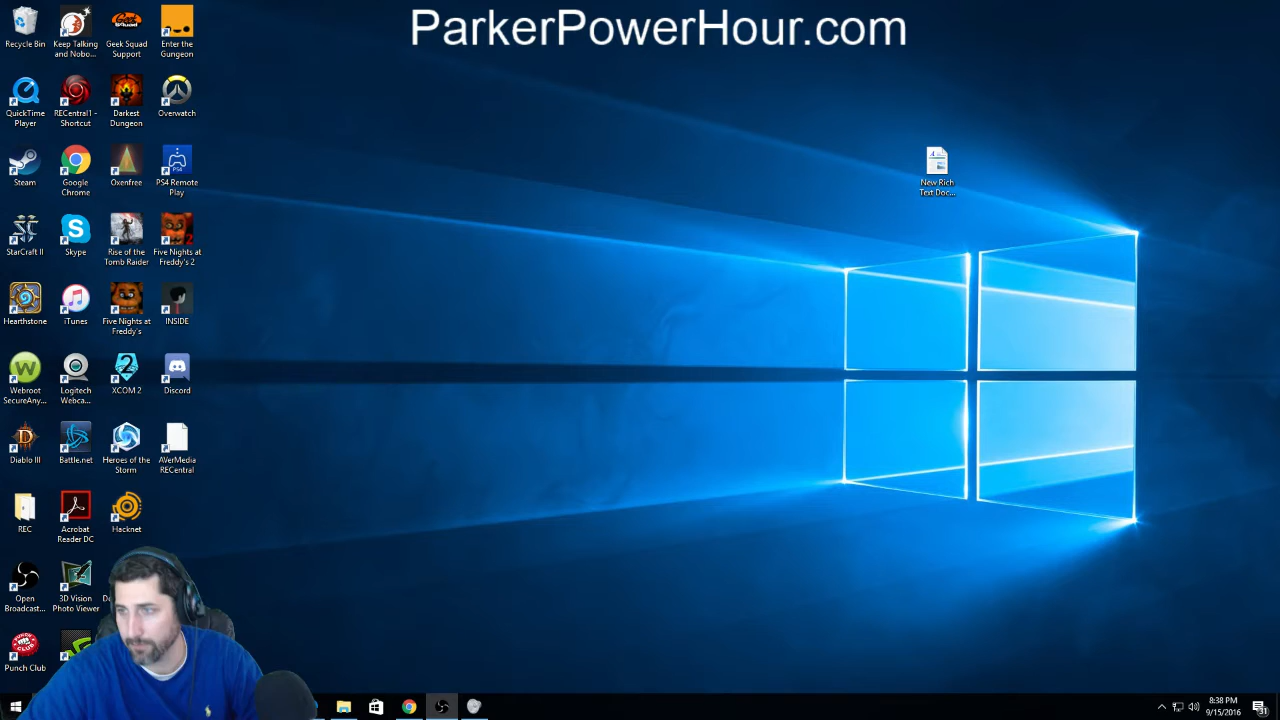 ParkerPowerHour.com
Recycle Bin
Keep Talking
and Nobo...
Geek Squad
Support
Enter the
Gungeon
QuickTime
Player
RECentral1 -
Shortcut
Darkest
Dungeon
Overwatch
Steam
Google
Chrome
Oxenfree
PS4 Remote
Play
New Rich
Text Doc...
StarCraft II
Skype
Rise of the
Tomb Raider
Five Nights at
Freddy's 2
Hearthstone
iTunes
Five Nights at
Freddy's
INSIDE
Webroot
SecureAny...
Logitech
Webca...
XCOM 2
Discord
Diablo III
Battle.net
Heroes of the
Storm
AVerMedia
RECentral
REC
Acrobat
Reader DC
Hacknet
Open
Broadcast...
3D Vision
Photo Viewer
Punch Club
8:38 PM
9/15/2016
31